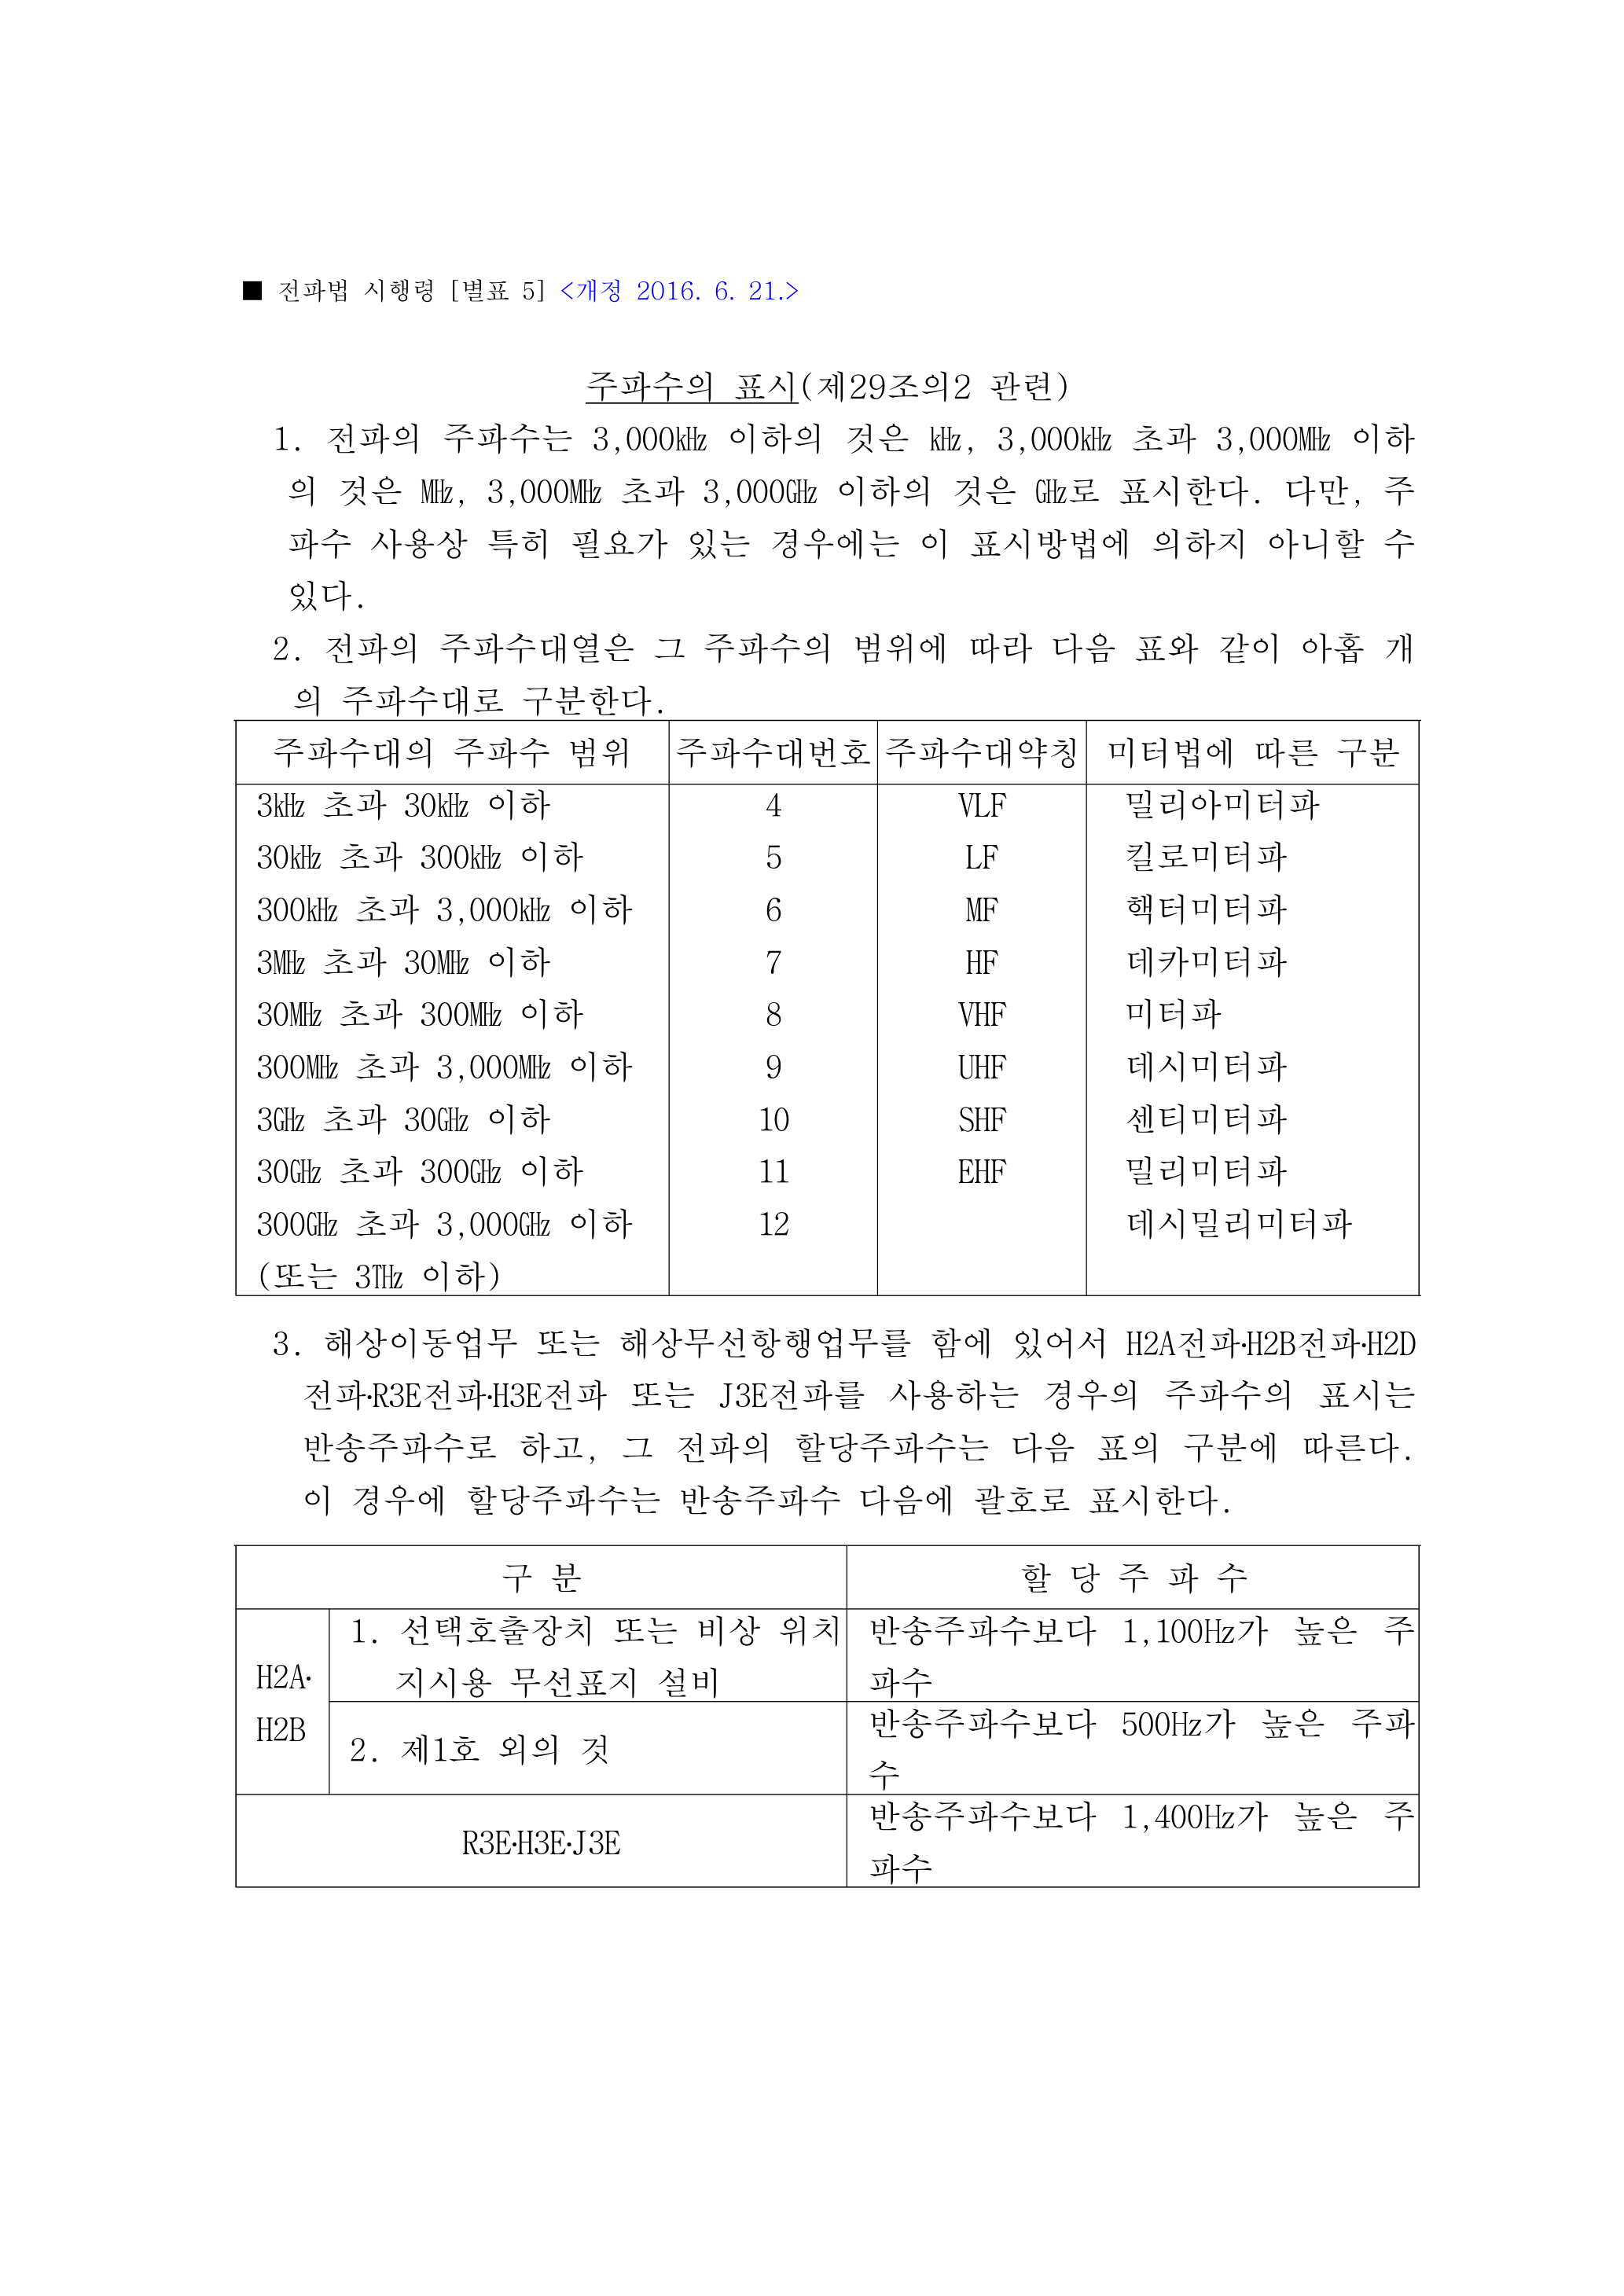 ■ 전파법 시행령 [별표 5] <개정 2016. 6. 21.>
주파수의 표시(제29조의2 관련)
1. 전파의 주파수는 3,000㎑ 이하의 것은 ㎑, 3,000㎑ 초과 3,000㎒ 이하
의 것은 ㎒, 3,000㎒ 초과 3,000㎓ 이하의 것은 ㎓로 표시한다. 다만, 주
파수 사용상 특히 필요가 있는 경우에는 이 표시방법에 의하지 아니할 수
있다.
2. 전파의 주파수대열은 그 주파수의 범위에 따라 다음 표와 같이 아홉 개
의 주파수대로 구분한다.
주파수대의 주파수 범위 주파수대번호 주파수대약칭 미터법에 따른 구분
3㎑ 초과 30㎑ 이하 4 VLF 밀리아미터파
30㎑ 초과 300㎑ 이하 5 LF 킬로미터파
300㎑ 초과 3,000㎑ 이하 6 MF 헥터미터파
3㎒ 초과 30㎒ 이하 7 HF 데카미터파
30㎒ 초과 300㎒ 이하 8 VHF 미터파
300㎒ 초과 3,000㎒ 이하 9 UHF 데시미터파
3㎓ 초과 30㎓ 이하 10 SHF 센티미터파
30㎓ 초과 300㎓ 이하 11 EHF 밀리미터파
300㎓ 초과 3,000㎓ 이하 12 데시밀리미터파
(또는 3㎔ 이하)
3. 해상이동업무 또는 해상무선항행업무를 함에 있어서 H2A전파·H2B전파·H2D
전파·R3E전파·H3E전파 또는 J3E전파를 사용하는 경우의 주파수의 표시는
반송주파수로 하고, 그 전파의 할당주파수는 다음 표의 구분에 따른다.
이 경우에 할당주파수는 반송주파수 다음에 괄호로 표시한다.
구 분 할 당 주 파 수
H2A·
H2B
1. 선택호출장치 또는 비상 위치
지시용 무선표지 설비
반송주파수보다 1,100Hz가 높은 주
파수
2. 제1호 외의 것
반송주파수보다 500Hz가 높은 주파
수
R3E·H3E·J3E
반송주파수보다 1,400Hz가 높은 주
파수